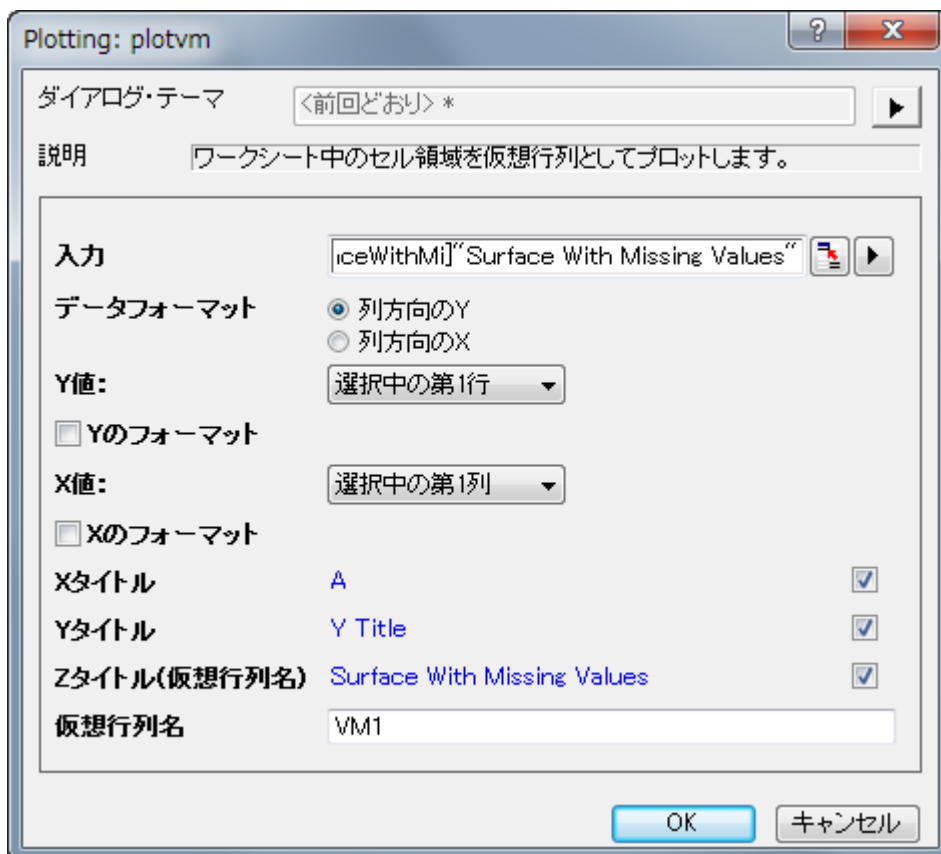 Plotting: plotvm
ダイアログ・テーマ <前回どおり> *
説明 ワークシート中のセル領域を仮想行列としてプロットします。
入力 ıceWithMi]"Surface With Missing Values"
データフォーマット 列方向のY
列方向のX
Y値: 選択中の第1行
Yのフォーマット
X値: 選択中の第1列
Xのフォーマット
Xタイトル A
Yタイトル Y Title
Zタイトル(仮想行列名) Surface With Missing Values
仮想行列名 VM1
OK キャンセル